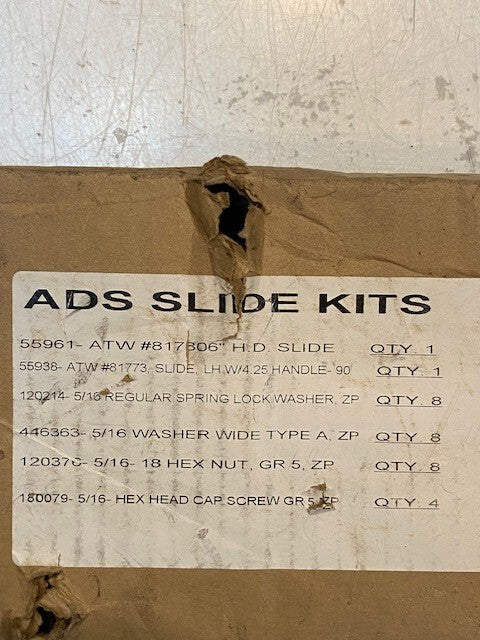 ADS SLIDE KITS
55961- ATW #817806" H.D. SLIDE QTY. 1
55938- ATW #81773, SLIDE, LH W/4.25 HANDLE- 90 QTY. 1
120214- 5/16 REGULAR SPRING LOCK WASHER, ZP QTY. 8
446363- 5/16 WASHER WIDE TYPE A, ZP QTY. 8
120376- 5/16- 18 HEX NUT, GR 5, ZP QTY. 8
180079- 5/16- HEX HEAD CAP SCREW GR 5 ZP QTY. 4